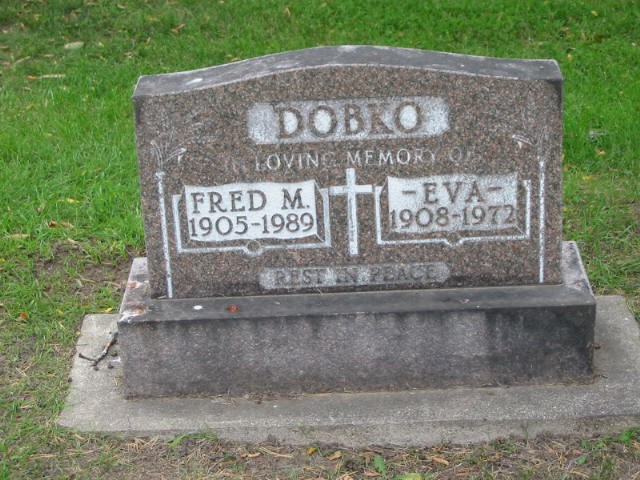 DOBKO
IN LOVING MEMORY OF
FRED M.
1905-1989
-EVA-
1908-1972
REST IN PEACE